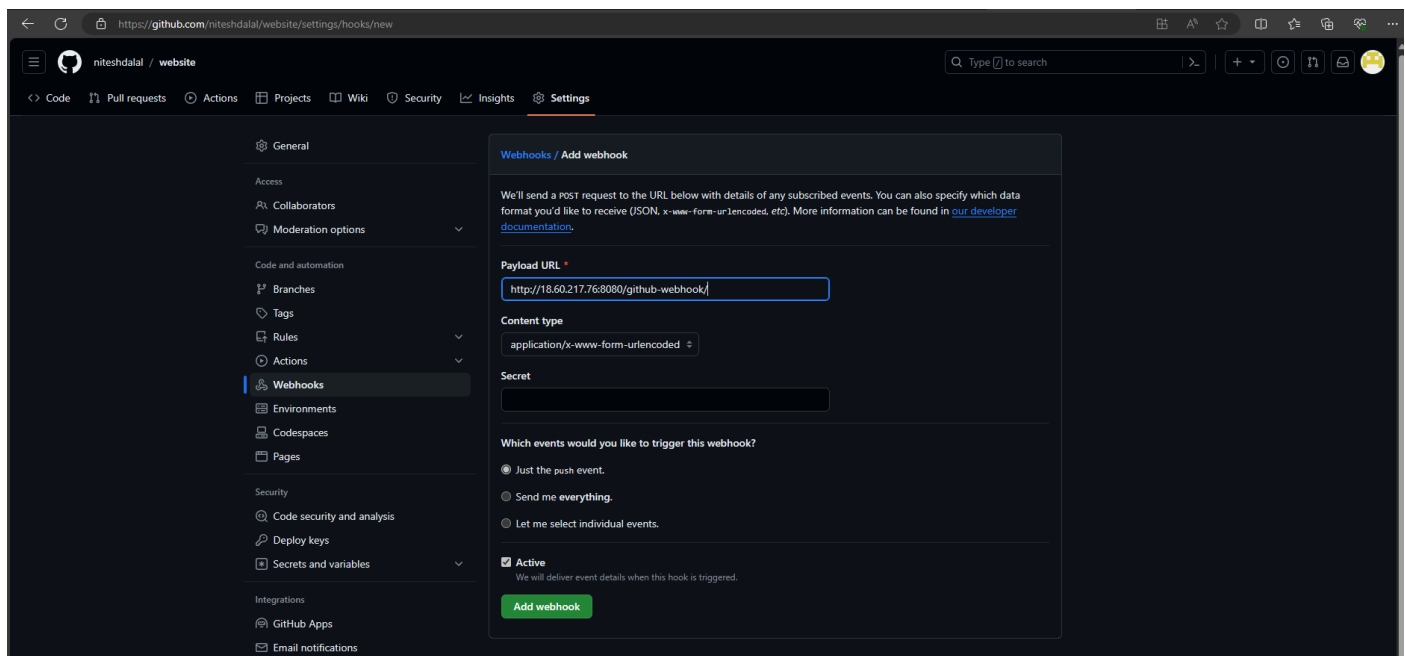 https://github.com/niteshdalal/website/settings/hooks/new
niteshdalal / website
Type / to search
Code Pull requests Actions Projects Wiki Security Insights Settings
General
Access
Collaborators
Moderation options
Code and automation
Branches
Tags
Rules
Actions
Webhooks
Environments
Codespaces
Pages
Security
Code security and analysis
Deploy keys
Secrets and variables
Integrations
GitHub Apps
Email notifications
Webhooks / Add webhook
We'll send a POST request to the URL below with details of any subscribed events. You can also specify which data
format you'd like to receive (JSON, x-www-form-urlencoded, etc). More information can be found in our developer
documentation.
Payload URL *
http://18.60.217.76:8080/github-webhook/
Content type
application/x-www-form-urlencoded
Secret
Which events would you like to trigger this webhook?
Just the push event.
Send me everything.
Let me select individual events.
Active
We will deliver event details when this hook is triggered.
Add webhook